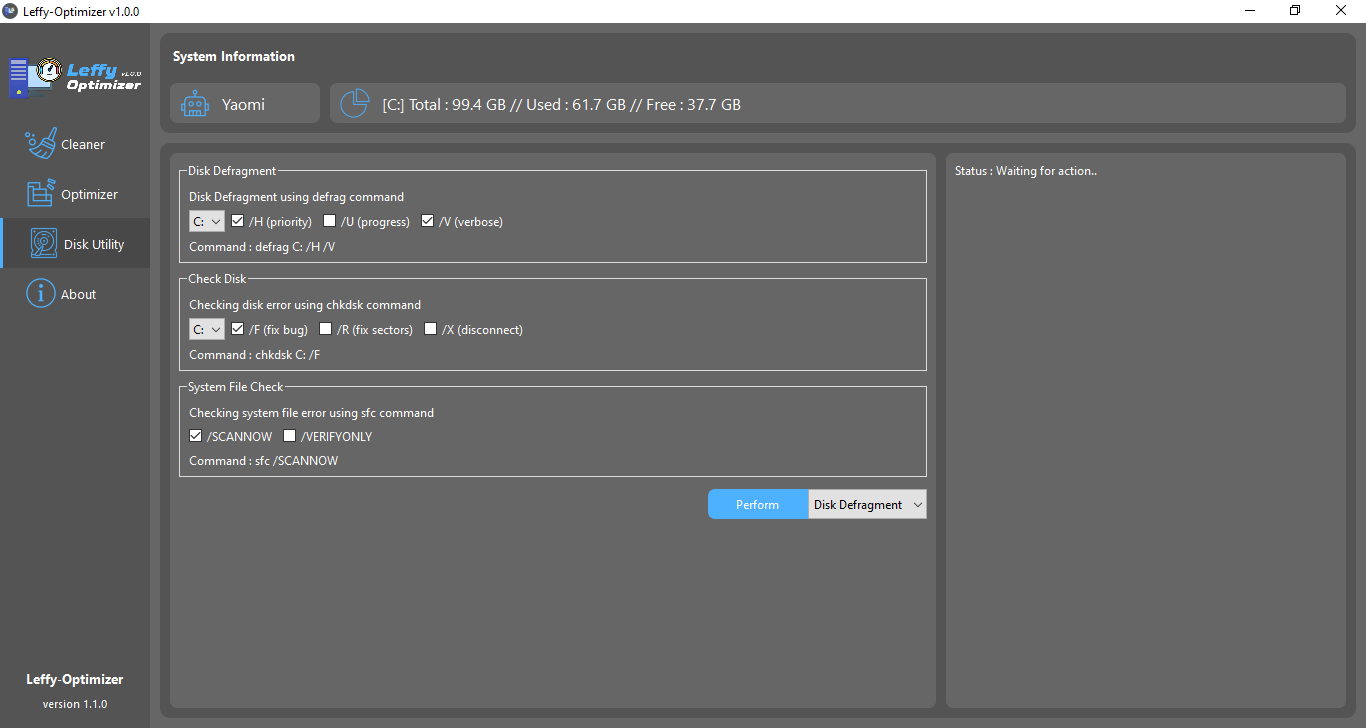 Leffy-Optimizer v1.0.0
Leffy v1.0.0
Optimizer
Cleaner
Optimizer
Disk Utility
About
Leffy-Optimizer
version 1.1.0
System Information
Yaomi
[C:] Total : 99.4 GB // Used : 61.7 GB // Free : 37.7 GB
Disk Defragment
Disk Defragment using defrag command
C: /H (priority) /U (progress) /V (verbose)
Command : defrag C: /H /V
Check Disk
Checking disk error using chkdsk command
C: /F (fix bug) /R (fix sectors) /X (disconnect)
Command : chkdsk C: /F
System File Check
Checking system file error using sfc command
/SCANNOW /VERIFYONLY
Command : sfc /SCANNOW
Perform Disk Defragment
Status : Waiting for action..